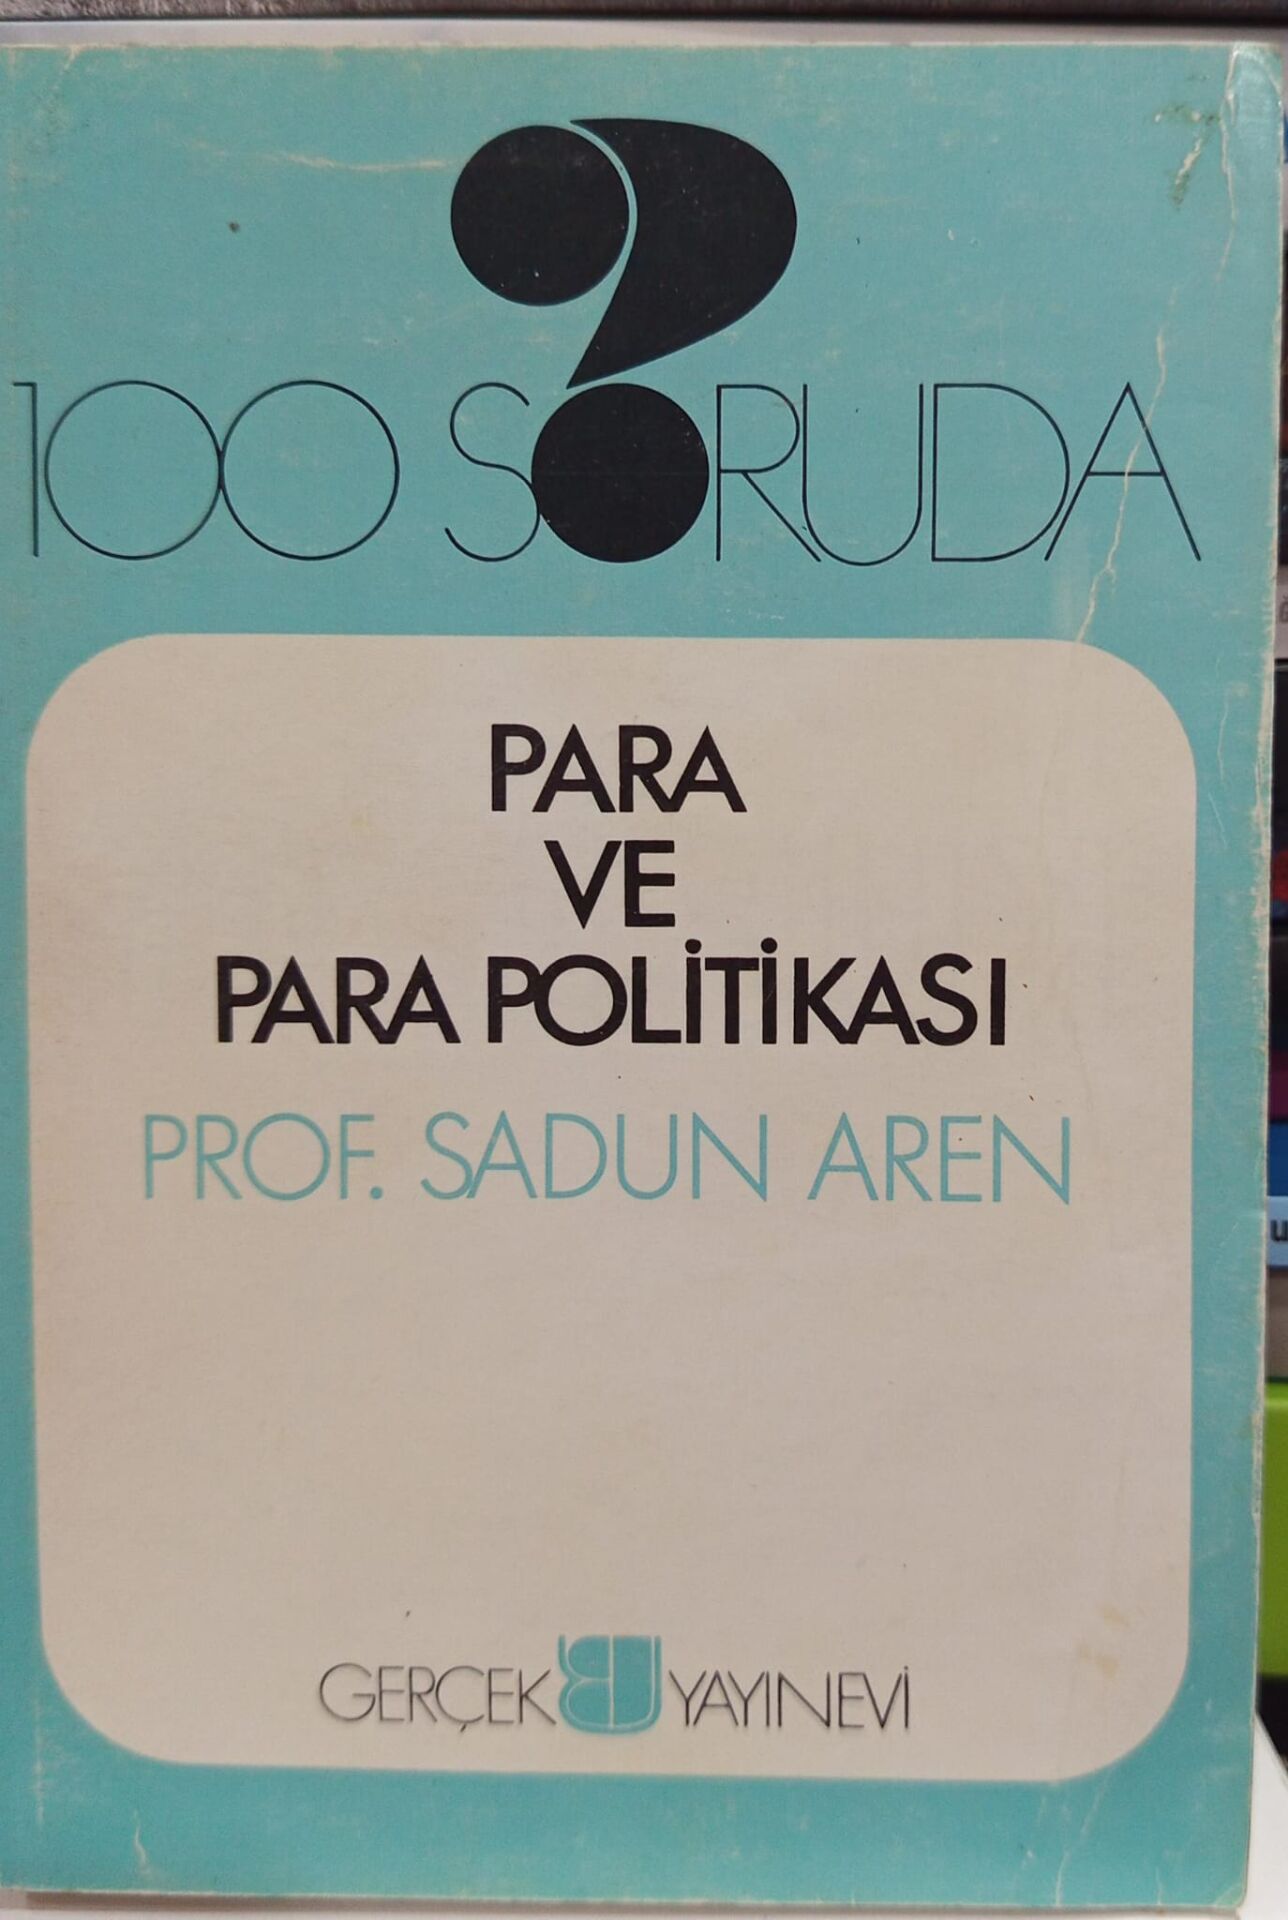 100 SORUDA
PARA
VE
PARA POLİTİKASI
PROF. SADUN AREN
GERÇEK YAYINEVİ